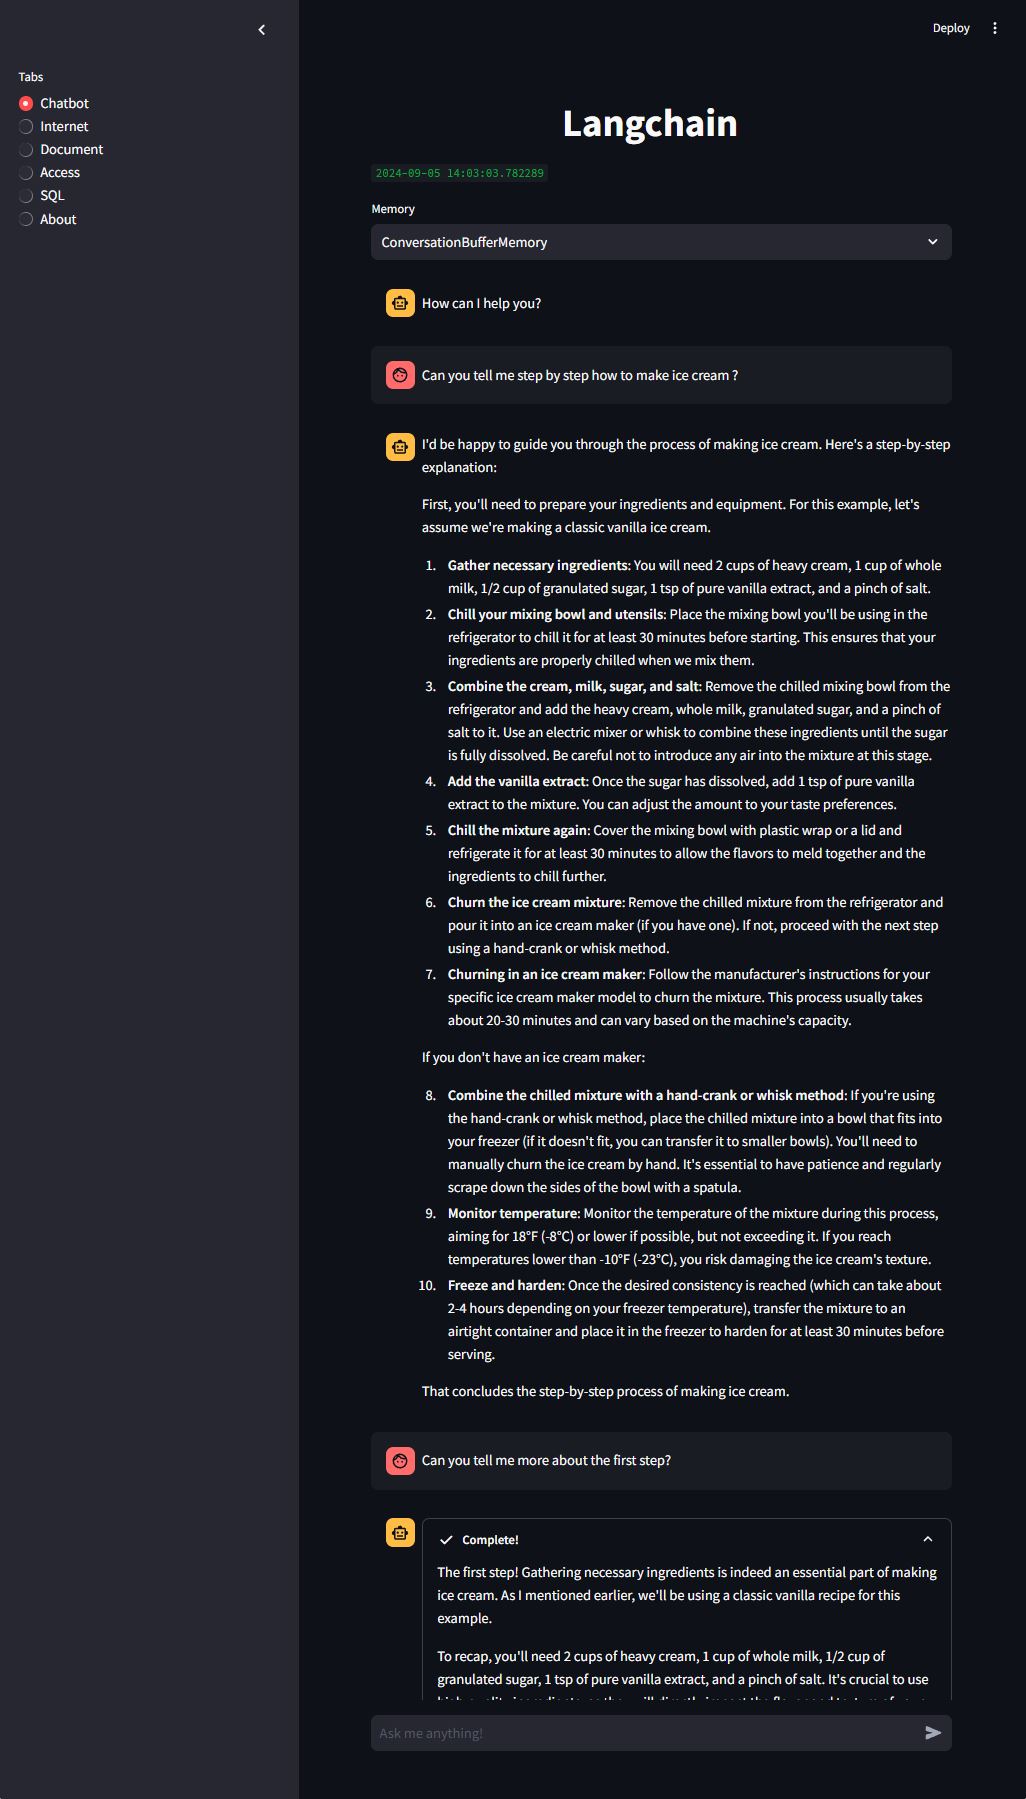 Deploy
Tabs
Chatbot
Internet
Document
Access
SQL
About
Langchain
2024-09-05 14:03:03.782289
Memory
ConversationBufferMemory
How can I help you?
Can you tell me step by step how to make ice cream ?
I'd be happy to guide you through the process of making ice cream. Here's a step-by-step
explanation:
First, you'll need to prepare your ingredients and equipment. For this example, let's
assume we're making a classic vanilla ice cream.
1. Gather necessary ingredients: You will need 2 cups of heavy cream, 1 cup of whole
milk, 1/2 cup of granulated sugar, 1 tsp of pure vanilla extract, and a pinch of salt.
2. Chill your mixing bowl and utensils: Place the mixing bowl you'll be using in the
refrigerator to chill it for at least 30 minutes before starting. This ensures that your
ingredients are properly chilled when we mix them.
3. Combine the cream, milk, sugar, and salt: Remove the chilled mixing bowl from the
refrigerator and add the heavy cream, whole milk, granulated sugar, and a pinch of
salt to it. Use an electric mixer or whisk to combine these ingredients until the sugar
is fully dissolved. Be careful not to introduce any air into the mixture at this stage.
4. Add the vanilla extract: Once the sugar has dissolved, add 1 tsp of pure vanilla
extract to the mixture. You can adjust the amount to your taste preferences.
5. Chill the mixture again: Cover the mixing bowl with plastic wrap or a lid and
refrigerate it for at least 30 minutes to allow the flavors to meld together and the
ingredients to chill further.
6. Churn the ice cream mixture: Remove the chilled mixture from the refrigerator and
pour it into an ice cream maker (if you have one). If not, proceed with the next step
using a hand-crank or whisk method.
7. Churning in an ice cream maker: Follow the manufacturer's instructions for your
specific ice cream maker model to churn the mixture. This process usually takes
about 20-30 minutes and can vary based on the machine's capacity.
If you don't have an ice cream maker:
8. Combine the chilled mixture with a hand-crank or whisk method: If you're using
the hand-crank or whisk method, place the chilled mixture into a bowl that fits into
your freezer (if it doesn't fit, you can transfer it to smaller bowls). You'll need to
manually churn the ice cream by hand. It's essential to have patience and regularly
scrape down the sides of the bowl with a spatula.
9. Monitor temperature: Monitor the temperature of the mixture during this process,
aiming for 18°F (-8°C) or lower if possible, but not exceeding it. If you reach
temperatures lower than -10°F (-23°C), you risk damaging the ice cream's texture.
10. Freeze and harden: Once the desired consistency is reached (which can take about
2-4 hours depending on your freezer temperature), transfer the mixture to an
airtight container and place it in the freezer to harden for at least 30 minutes before
serving.
That concludes the step-by-step process of making ice cream.
Can you tell me more about the first step?
Complete!
The first step! Gathering necessary ingredients is indeed an essential part of making
ice cream. As I mentioned earlier, we'll be using a classic vanilla recipe for this
example.
To recap, you'll need 2 cups of heavy cream, 1 cup of whole milk, 1/2 cup of
granulated sugar, 1 tsp of pure vanilla extract, and a pinch of salt. It's crucial to use
Ask me anything!